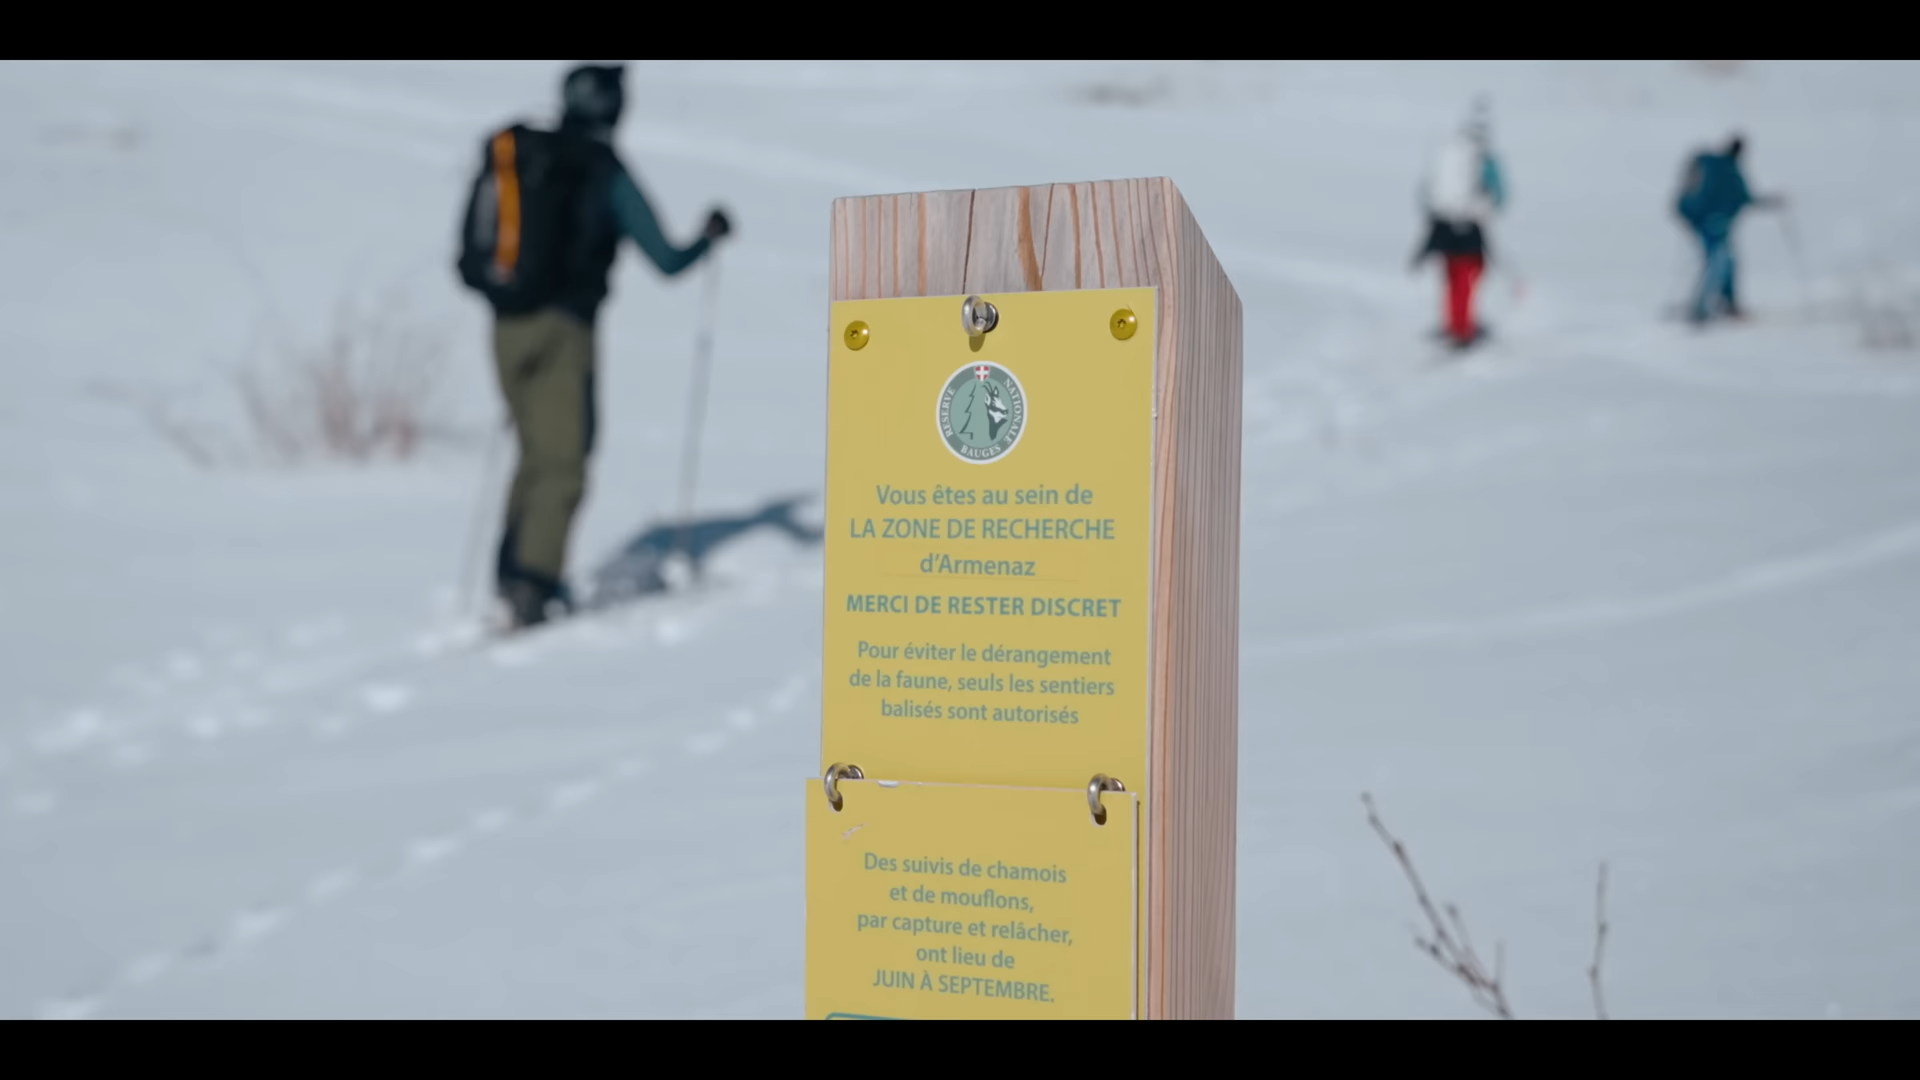 RÉSERVE NATIONALE
BAUGES
Vous êtes au sein de
LA ZONE DE RECHERCHE
d'Armenaz
MERCI DE RESTER DISCRET
Pour éviter le dérangement
de la faune, seuls les sentiers
balisés sont autorisés
Des suivis de chamois
et de mouflons,
par capture et relâcher,
ont lieu de
JUIN À SEPTEMBRE.